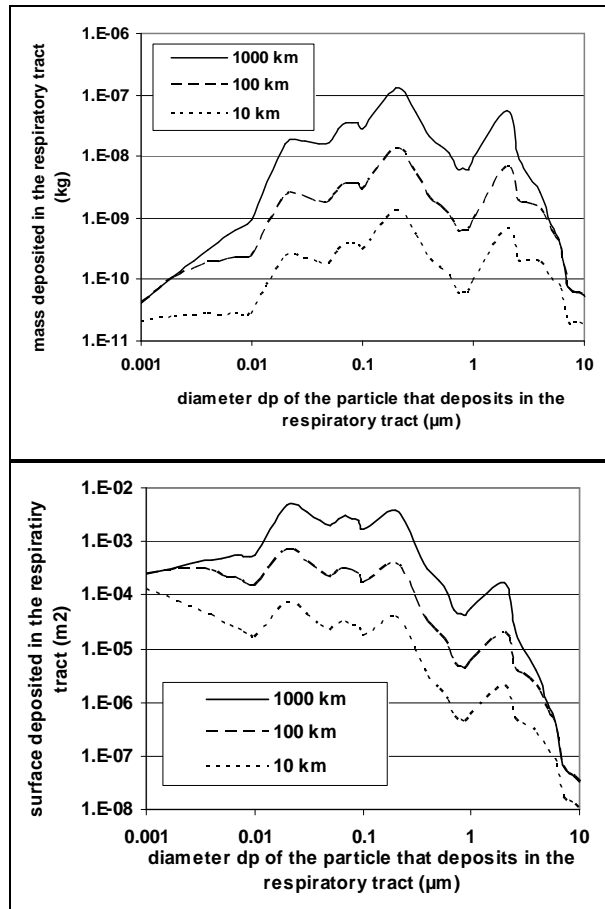 1.E-06
1000 km
100 km
10 km
1.E-07
1.E-08
1.E-09
1.E-10
1.E-11
mass deposited in the respiratory tract
(kg)
0.001 0.01 0.1 1 10
diameter dp of the particle that deposits in the
respiratory tract (µm)
1.E-02
1.E-03
1.E-04
1.E-05
1.E-06
1.E-07
1.E-08
surface deposited in the respiratiry
tract (m2)
1000 km
100 km
10 km
0.001 0.01 0.1 1 10
diameter dp of the particle that deposits in the
respiratory tract (µm)